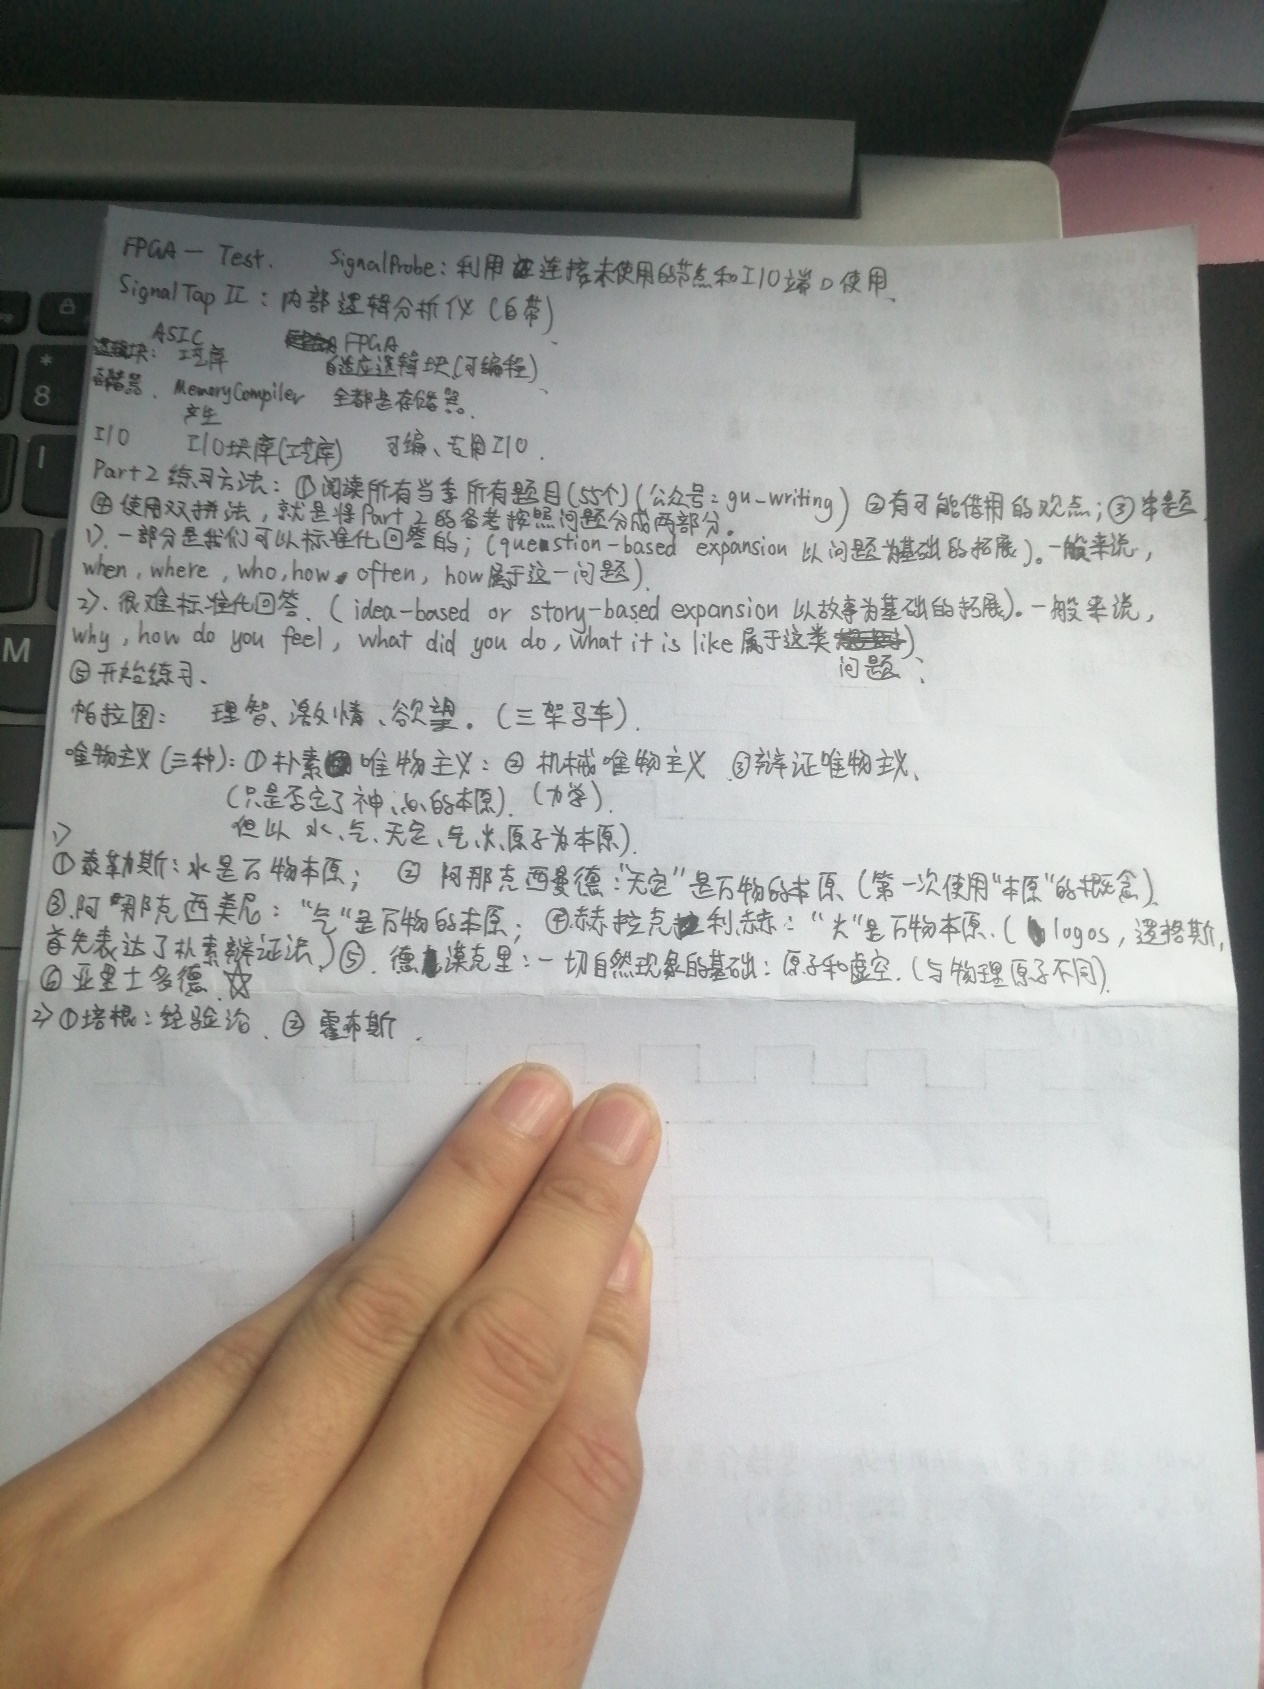 FPGA — Test. SignalProbe：利用连接未使用的节点和I/O端口使用、
SignalTap II：内部逻辑分析仪（自带）、
ASIC FPGA
逻辑块： 工艺库 自适应逻辑块(可编程)、
存储器、 MemoryCompiler 全都是存储器.
产生
I/O I/O块库(工艺库) 可编、专用I/O.
Part 2 练习方法：①阅读所有当季所有题目(55个)(公众号：gu-writing) ②有可能借用的观点；③串题
④使用双拼法，就是将Part 2的备考按照问题分成两部分。
1）. 一部分是我们可以标准化回答的；(question-based expansion 以问题为基础的拓展)。一般来说，
when, where, who, how often, how属于这一问题).
2）. 很难标准化回答.（idea-based or story-based expansion 以故事为基础的拓展)。一般来说，
why, how do you feel, what did you do, what it is like 属于这类)
问题；
⑤开始练习、
帕拉图： 理智、激情、欲望。(三架马车).
唯物主义(三种)：①朴素唯物主义：② 机械唯物主义 ③辩证唯物主义、
(只是否定了神、心的本原). (力学).
但以 水、气、无定、气、火、原子为本原).
1)
①泰勒斯：水是万物本原； ② 阿那克西曼德："无定"是万物的本原 (第一次使用"本原"的概念).
③.阿那克西美尼："气"是万物的本原；④赫拉克利赫："火"是万物本原.( logos, 逻格斯,
首先表达了朴素辩证法.) ⑤. 德谟克里：一切自然现象的基础：原子和虚空.(与物理原子不同).
⑥ 亚里士多德 ☆
2) ①培根：经验论 . ② 霍布斯 .